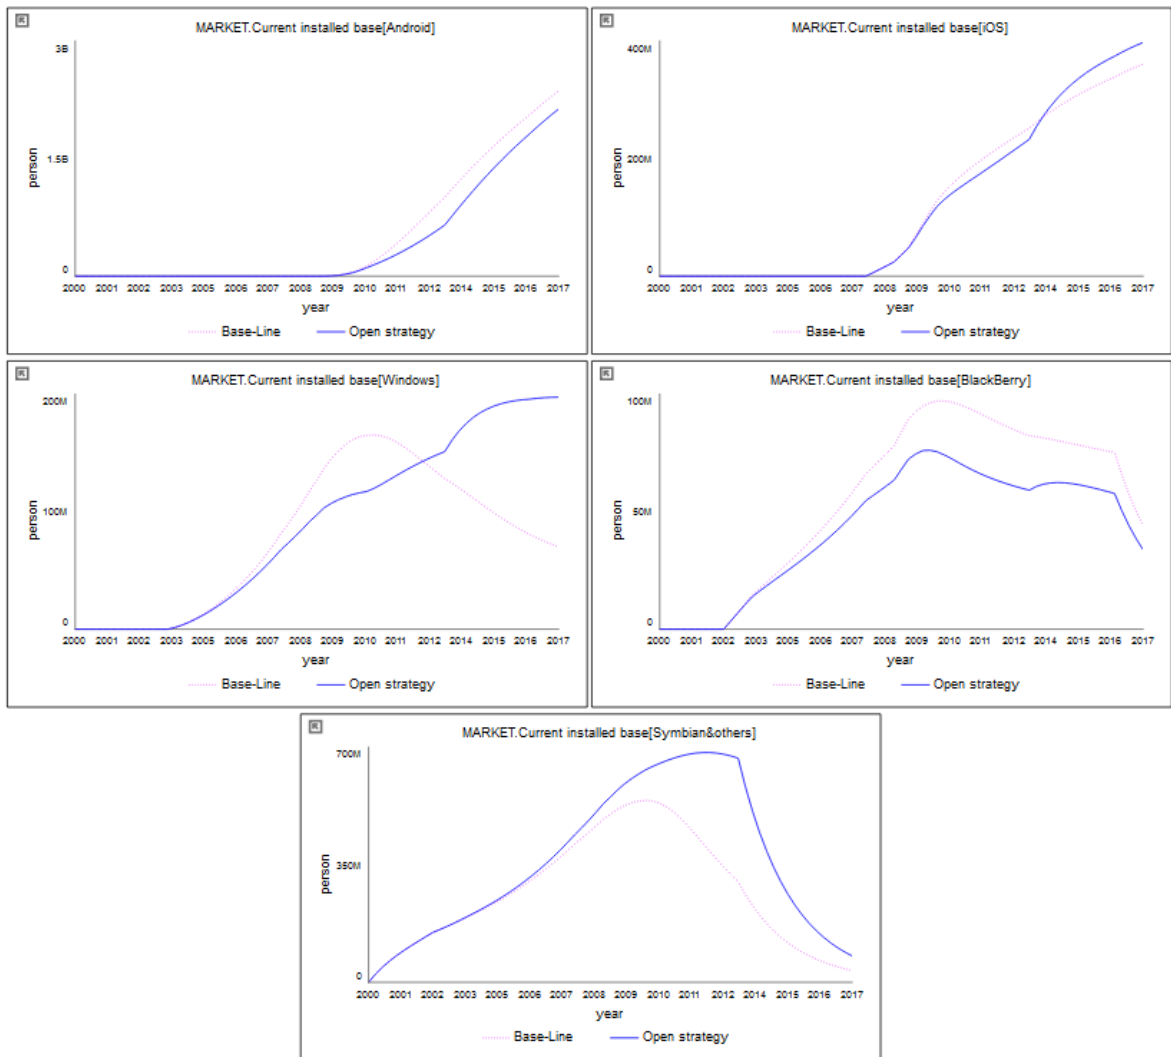 MARKET.Current installed base[Android]
3B
1.5B
0
person
2000 2001 2002 2003 2005 2006 2007 2008 2009 2010 2011 2012 2014 2015 2016 2017
year
Base-Line Open strategy
MARKET.Current installed base[iOS]
400M
200M
0
person
2000 2001 2002 2003 2005 2006 2007 2008 2009 2010 2011 2012 2014 2015 2016 2017
year
Base-Line Open strategy
MARKET.Current installed base[Windows]
200M
100M
0
person
2000 2001 2002 2003 2005 2006 2007 2008 2009 2010 2011 2012 2014 2015 2016 2017
year
Base-Line Open strategy
MARKET.Current installed base[BlackBerry]
100M
50M
0
person
2000 2001 2002 2003 2005 2006 2007 2008 2009 2010 2011 2012 2014 2015 2016 2017
year
Base-Line Open strategy
MARKET.Current installed base[Symbian&others]
700M
350M
0
person
2000 2001 2002 2003 2005 2006 2007 2008 2009 2010 2011 2012 2014 2015 2016 2017
year
Base-Line Open strategy